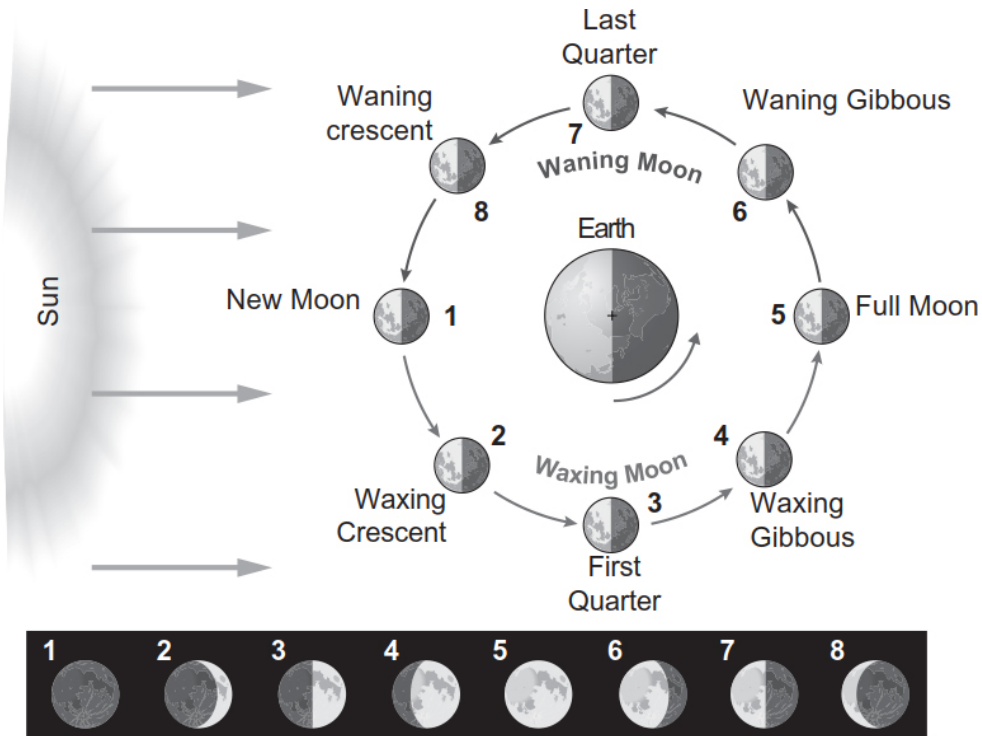 Last
Quarter
Waning
crescent
Waning Gibbous
7
Waning Moon
8
6
Earth
Sun
New Moon
1
5
Full Moon
2
4
Waxing Moon
3
Waxing
Crescent
Waxing
Gibbous
First
Quarter
1 2 3 4 5 6 7 8